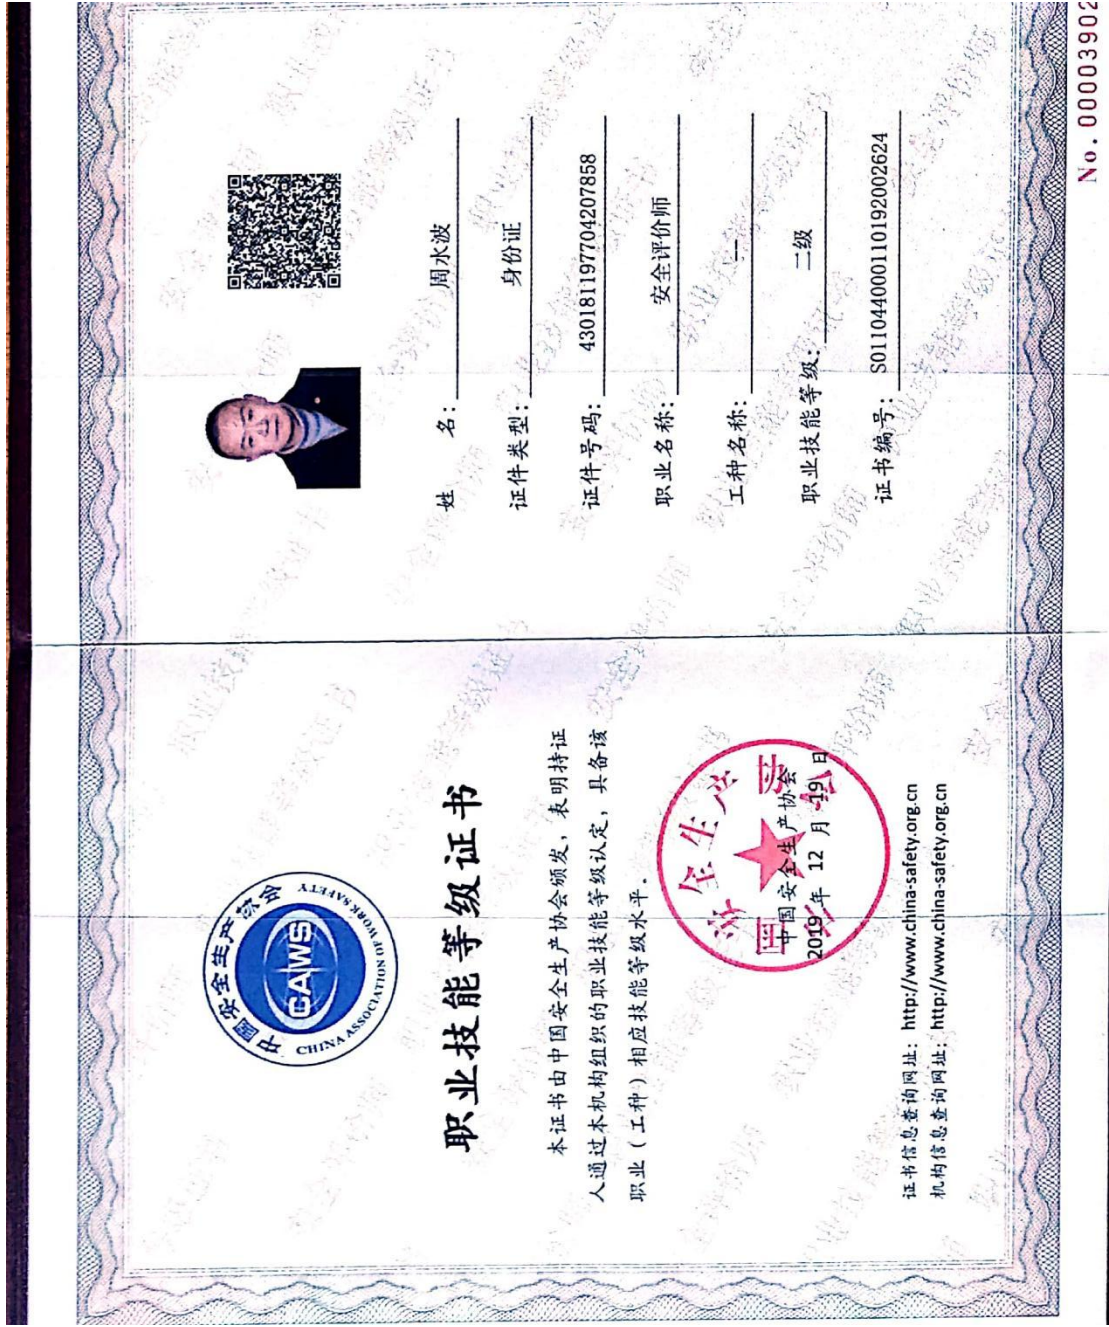 中国安全生产协会
CHINA ASSOCIATION OF WORK SAFETY
CAWS
职业技能等级证书
本证书由中国安全生产协会颁发，表明持证
人通过本机构组织的职业技能等级认定，具备该
职业（工种）相应技能等级水平．
中国安全生产协会
中国安全生产协会
2019 年 12 月 19 日
证书信息查询网址： http://www.china-safety.org.cn
机构信息查询网址： http://www.china-safety.org.cn
姓 名： 周水波
证件类型： 身份证
证件号码： 430181197704207858
职业名称： 安全评价师
工种名称： —
职业技能等级： 二级
证书编号： S011044000110192002624
No. 00003902